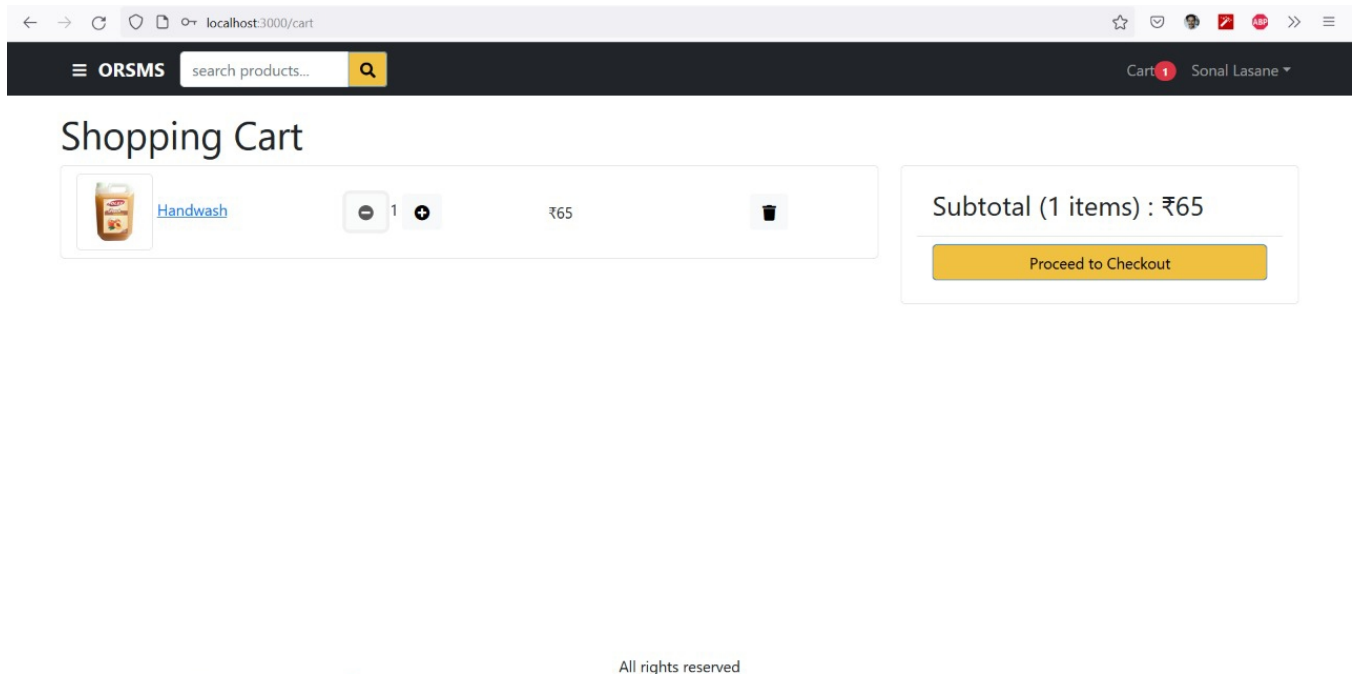 localhost:3000/cart
ABP
ORSMS search products... Cart 1 Sonal Lasane
Shopping Cart
Handwash 1 ₹65
Subtotal (1 items) : ₹65
Proceed to Checkout
All rights reserved